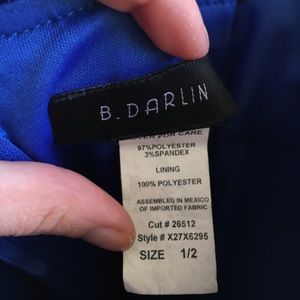 B. DARLIN
OVER FOR CARE
97%POLYESTER
3%SPANDEX
LINING
100% POLYESTER
ASSEMBLED IN MEXICO
OF IMPORTED FABRIC
Cut # 26512
Style # X27X6295
SIZE 1/2